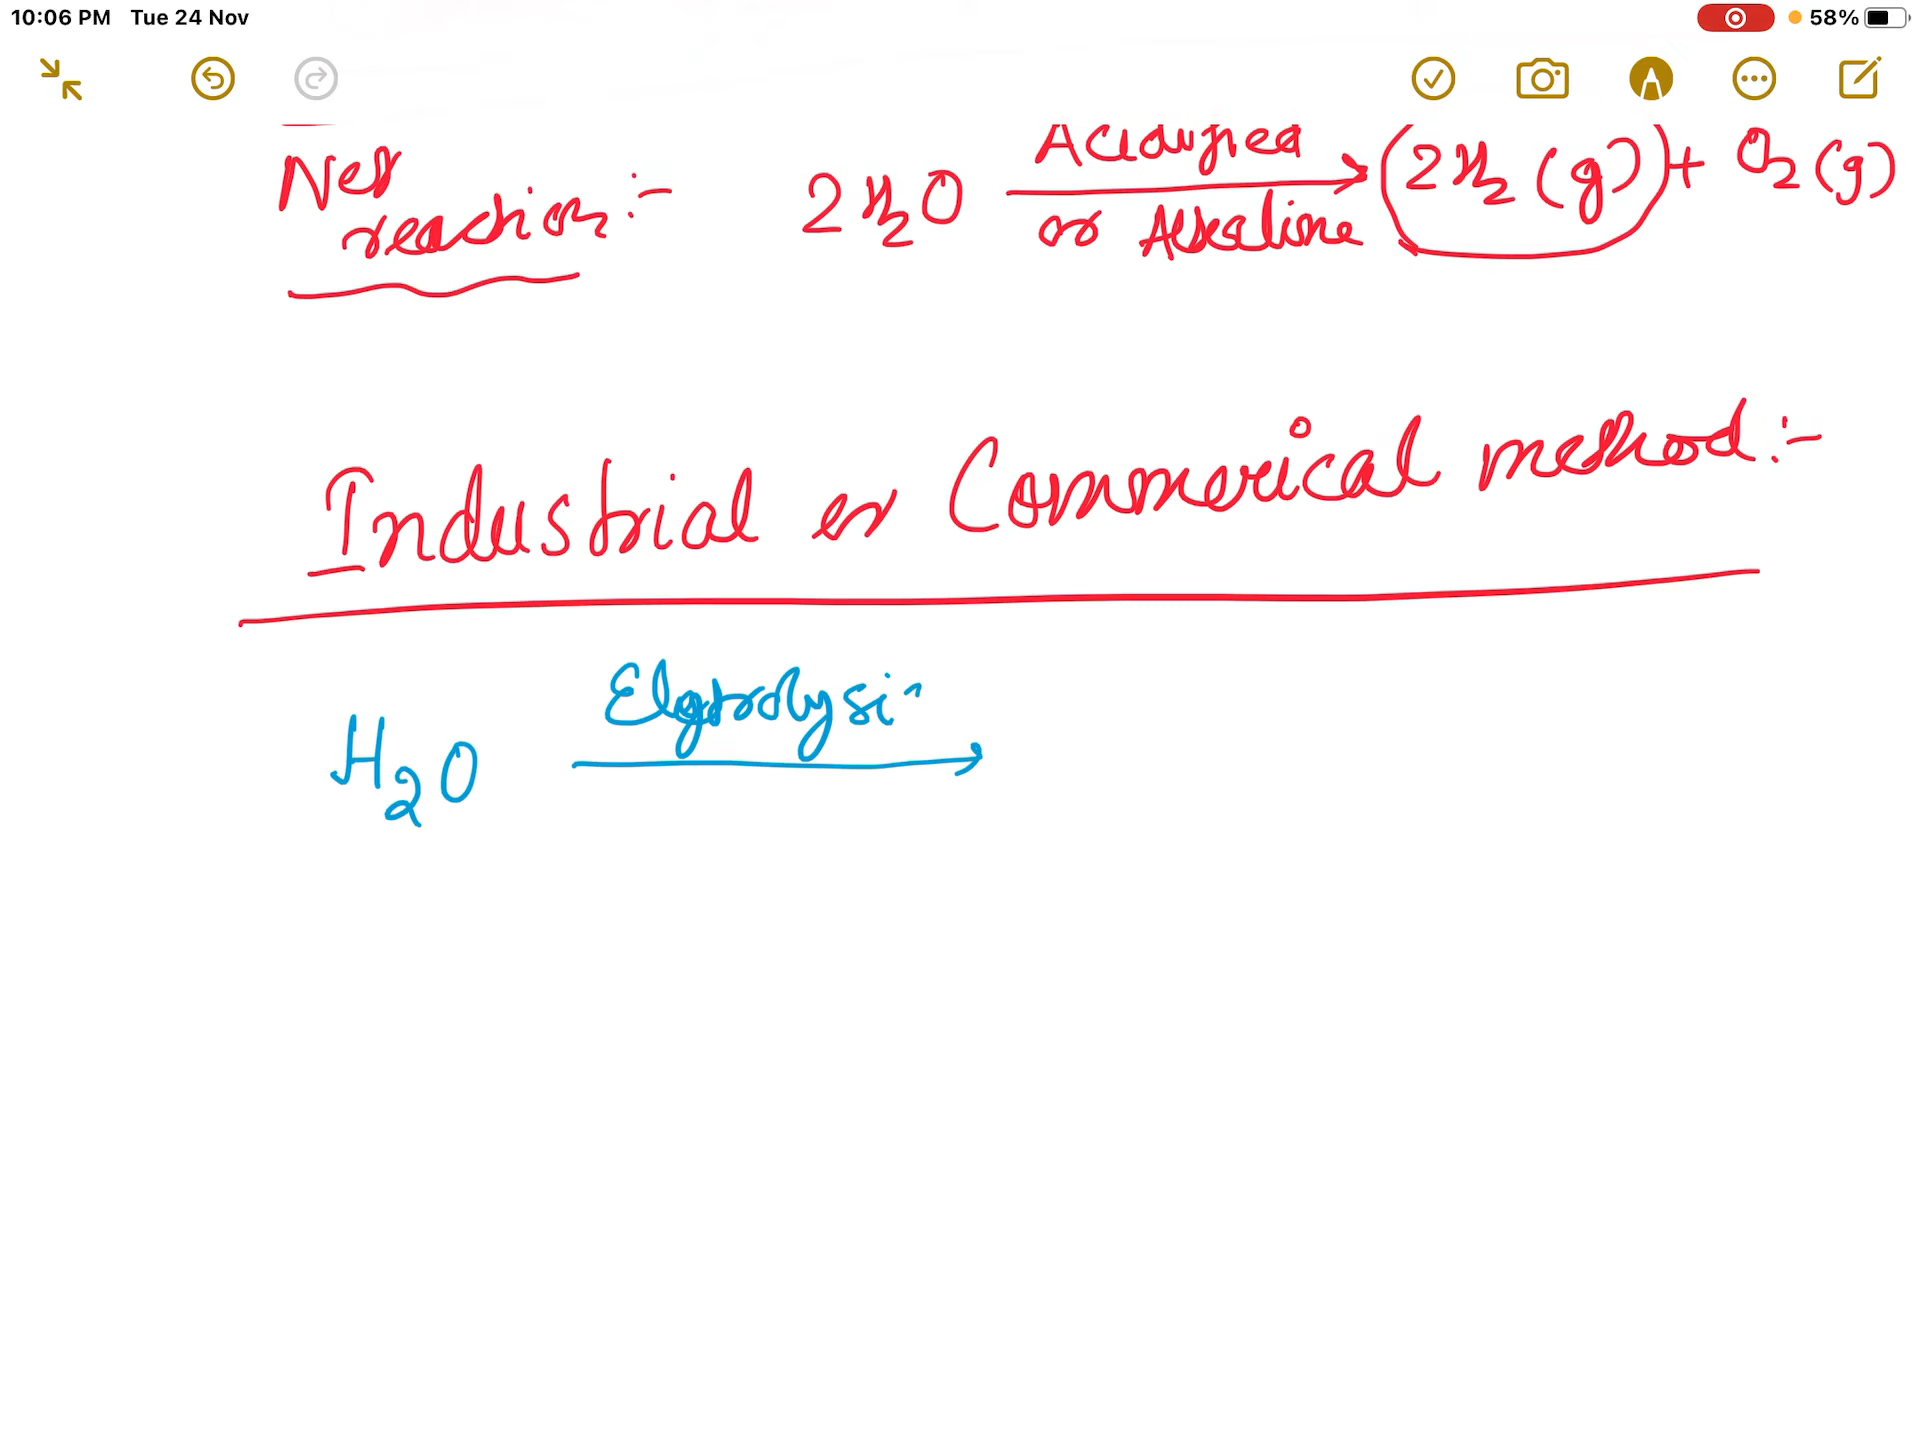 10:06 PM Tue 24 Nov 58%
Net reaction:- 2H₂O Acidified or Alkaline → (2H₂(g)) + O₂(g)
Industrial or Commerical method:-
H₂O Elctrolysi →